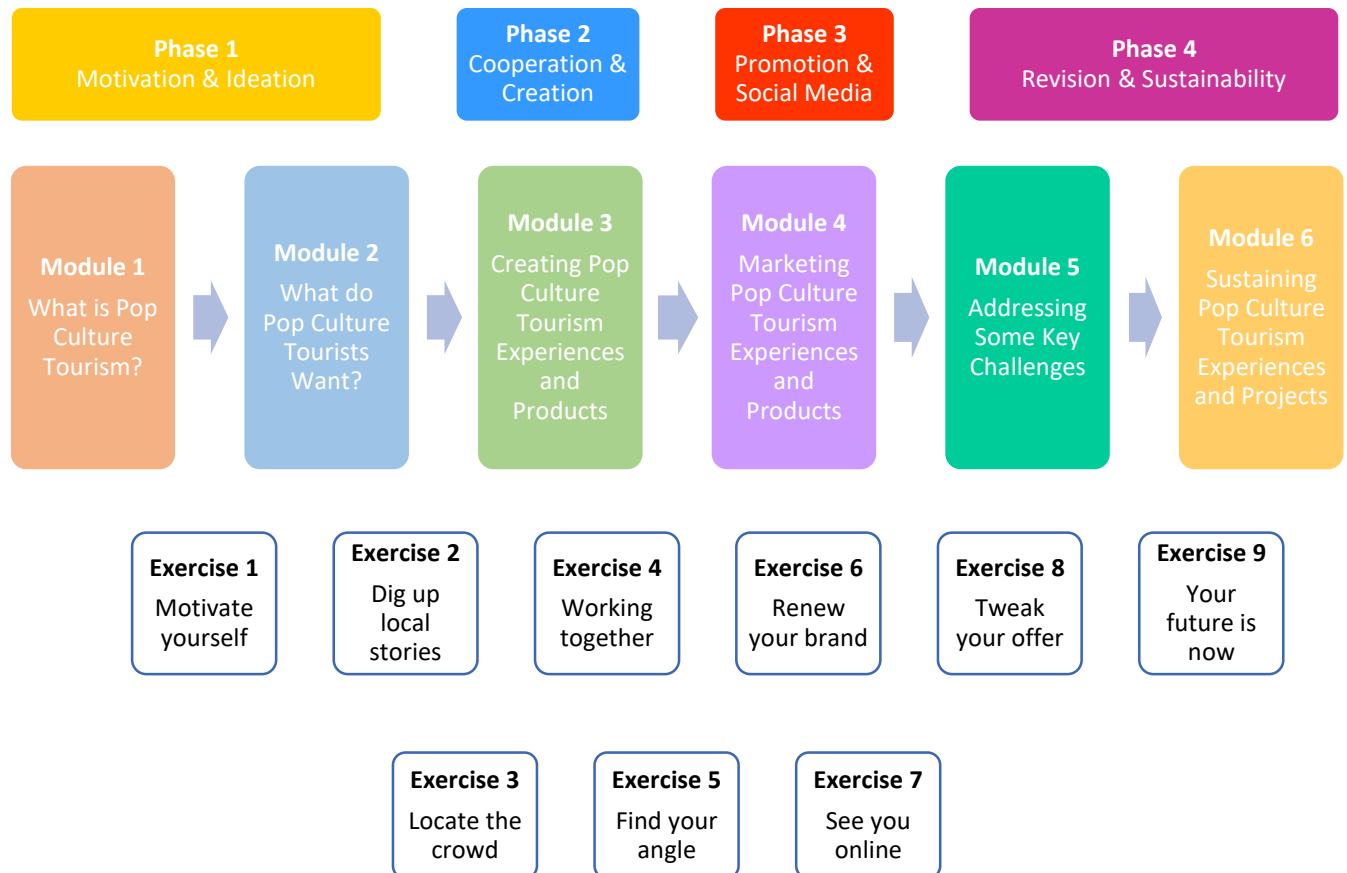 Phase 1
Motivation & Ideation
Phase 2
Cooperation &
Creation
Phase 3
Promotion &
Social Media
Phase 4
Revision & Sustainability
Module 1
What is Pop
Culture
Tourism?
Module 2
What do
Pop Culture
Tourists
Want?
Module 3
Creating Pop
Culture
Tourism
Experiences
and
Products
Module 4
Marketing
Pop Culture
Tourism
Experiences
and
Products
Module 5
Addressing
Some Key
Challenges
Module 6
Sustaining
Pop Culture
Tourism
Experiences
and Projects
Exercise 1
Motivate
yourself
Exercise 2
Dig up
local
stories
Exercise 4
Working
together
Exercise 6
Renew
your brand
Exercise 8
Tweak
your offer
Exercise 9
Your
future is
now
Exercise 3
Locate the
crowd
Exercise 5
Find your
angle
Exercise 7
See you
online